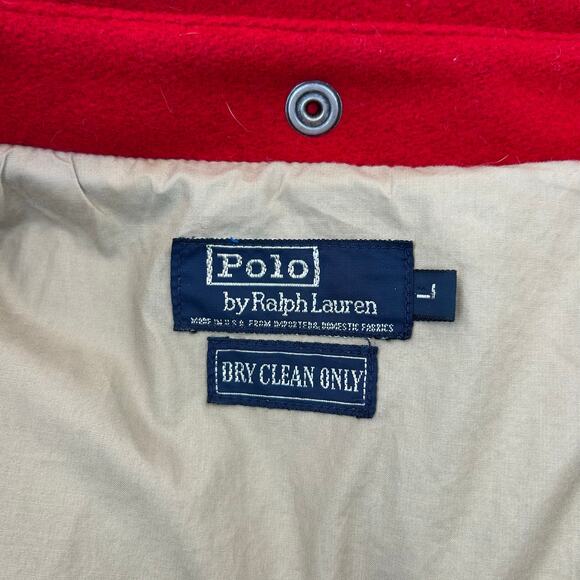 Polo
by Ralph Lauren
MADE IN U.S.A. FROM IMPORTED & DOMESTIC FABRICS
L
DRY CLEAN ONLY